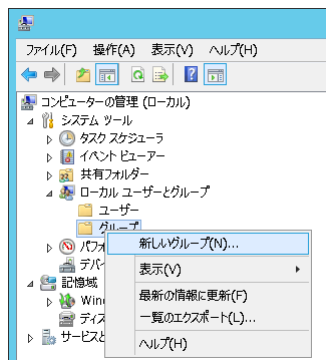 ファイル(F) 操作(A) 表示(V) ヘルプ(H)
コンピューターの管理 (ローカル)
システム ツール
タスク スケジューラ
イベント ビューアー
共有フォルダー
ローカル ユーザーとグループ
ユーザー
グループ
新しいグループ(N)...
パフォ
表示(V)
デバイ
記憶域
最新の情報に更新(F)
Wind
一覧のエクスポート(L)...
ディス
サービスと
ヘルプ(H)